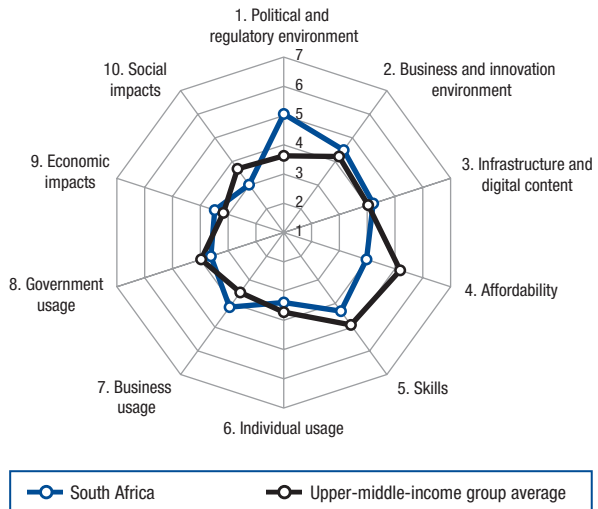 1. Political and
regulatory environment
2. Business and innovation
environment
3. Infrastructure and
digital content
4. Affordability
5. Skills
6. Individual usage
7. Business
usage
8. Government
usage
9. Economic
impacts
10. Social
impacts
7
6
5
4
3
2
1
South Africa
Upper-middle-income group average